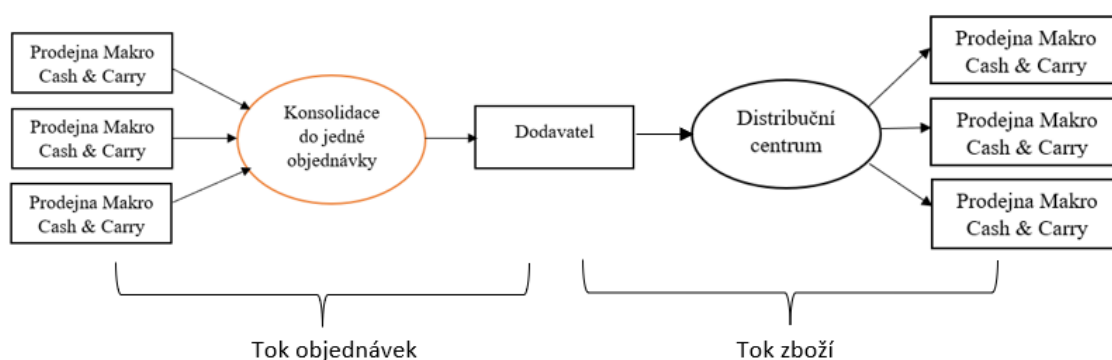 Prodejna Makro
Cash & Carry
Prodejna Makro
Cash & Carry
Prodejna Makro
Cash & Carry
Konsolidace
do jedné
objednávky
Dodavatel
Distribuční
centrum
Prodejna Makro
Cash & Carry
Prodejna Makro
Cash & Carry
Prodejna Makro
Cash & Carry
Tok objednávek
Tok zboží